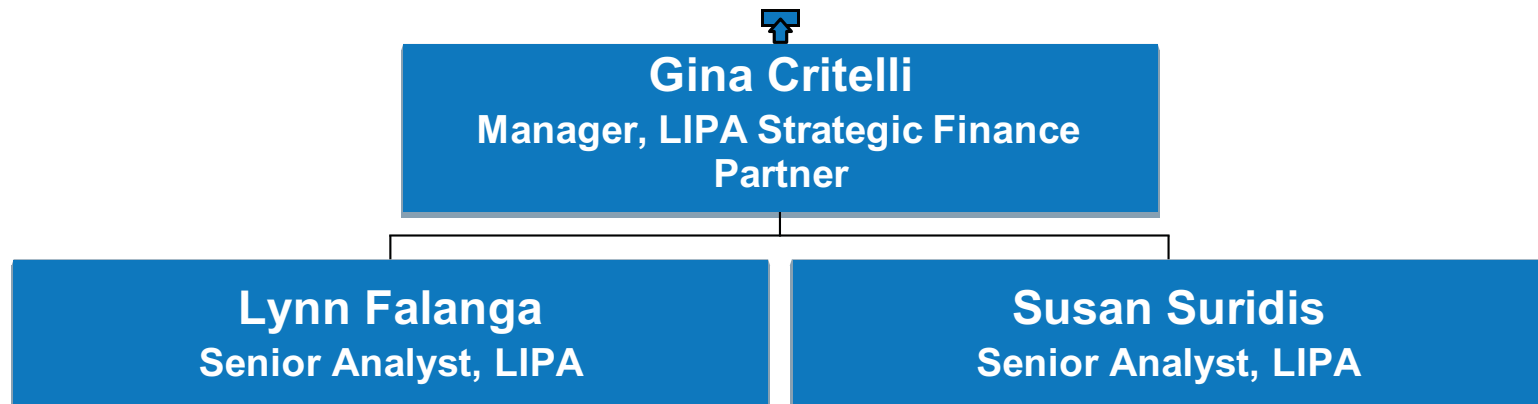 Gina Critelli
Manager, LIPA Strategic Finance
Partner
Lynn Falanga
Senior Analyst, LIPA
Susan Suridis
Senior Analyst, LIPA